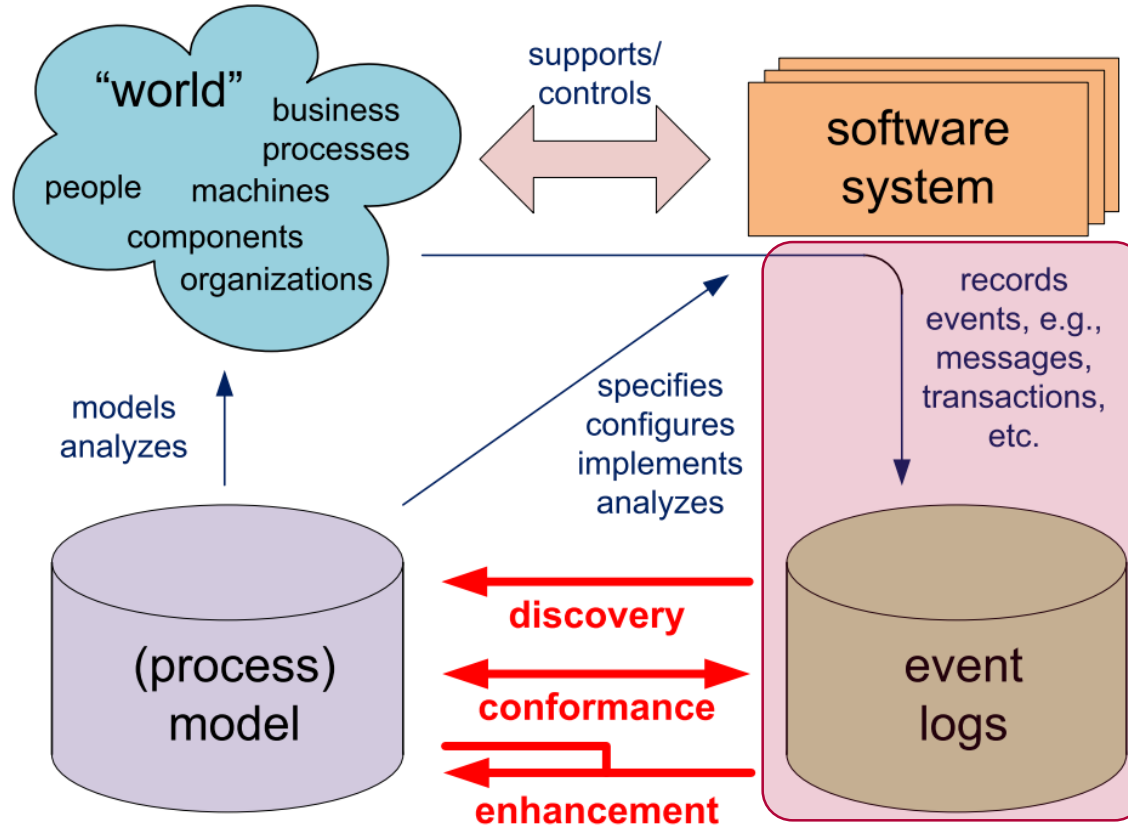 “world”
business
processes
people
machines
components
organizations
supports/
controls
software
system
records
events, e.g.,
messages,
transactions,
etc.
models
analyzes
specifies
configures
implements
analyzes
discovery
(process)
model
conformance
event
logs
enhancement